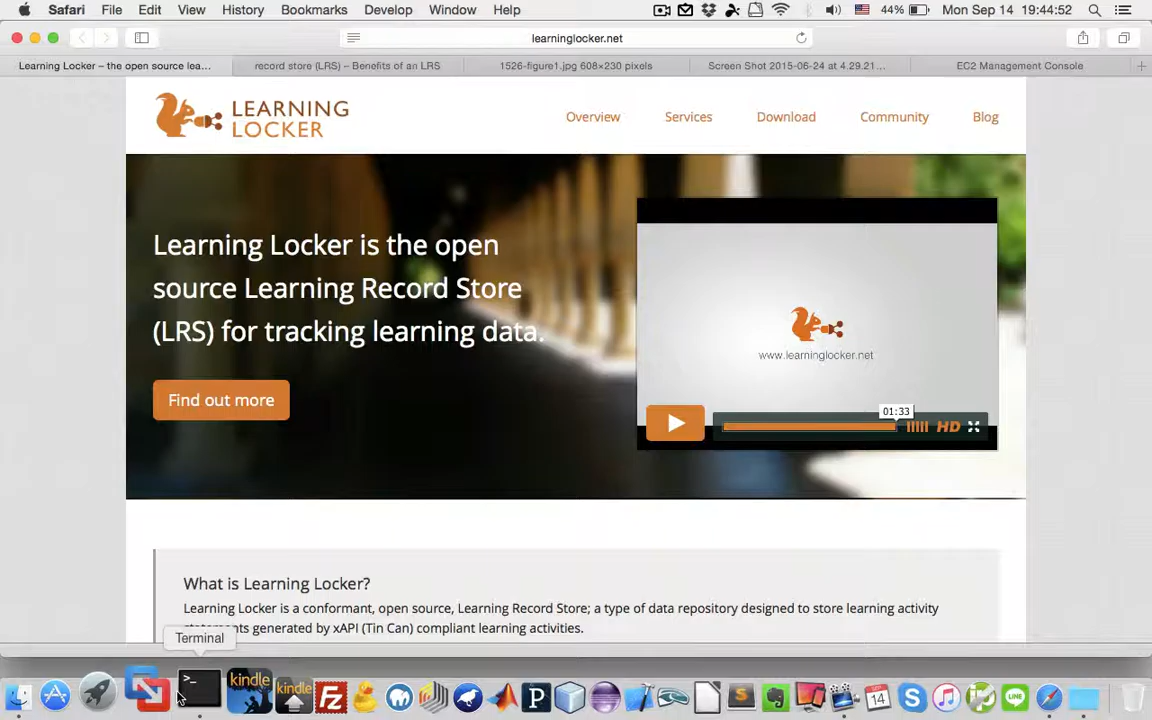 Safari File Edit View History Bookmarks Develop Window Help 44% Mon Sep 14 19:44:52
learninglocker.net
Learning Locker – the open source lea... record store (LRS) – Benefits of an LRS 1526-figure1.jpg 608×230 pixels Screen Shot 2015-06-24 at 4.29.21... EC2 Management Console
LEARNING
LOCKER
Overview Services Download Community Blog
Learning Locker is the open
source Learning Record Store
(LRS) for tracking learning data.
Find out more
www.learninglocker.net
01:33
HD
What is Learning Locker?
Learning Locker is a conformant, open source, Learning Record Store; a type of data repository designed to store learning activity
statements generated by xAPI (Tin Can) compliant learning activities.
Terminal
>_
kindle
kindle
Fz
P
S
SEP
14
S
LINE